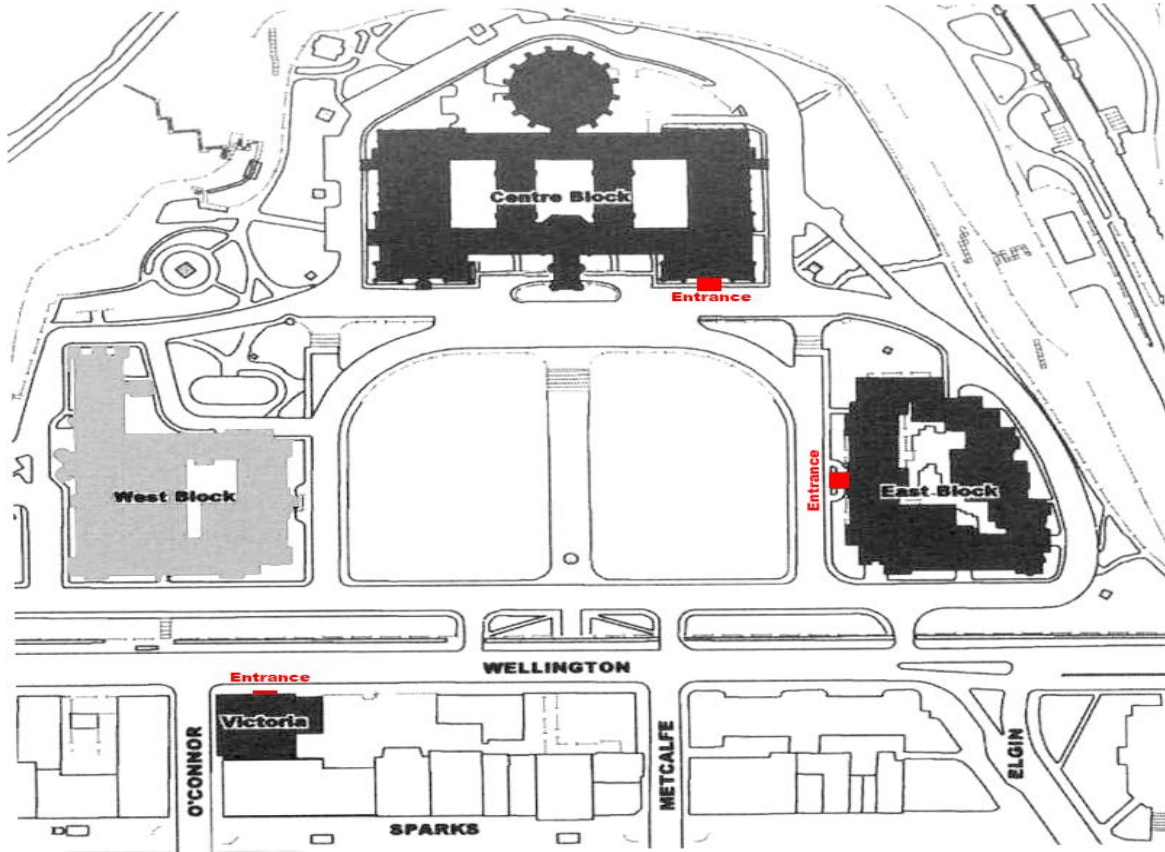 Centre Block
Entrance
West Block
Entrance
East Block
WELLINGTON
Entrance
Victoria
O'CONNOR
METCALFE
ELGIN
SPARKS